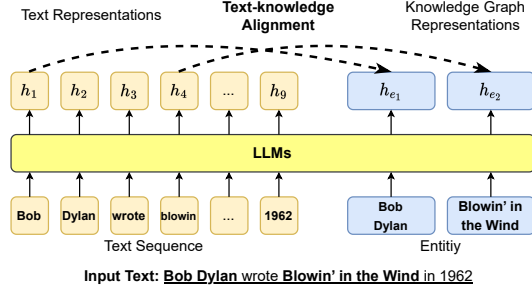 Text Representations
Text-knowledge
Alignment
Knowledge Graph
Representations
h1 h2 h3 h4 ... h9 he1 he2
LLMs
Bob Dylan wrote blowin ... 1962
Bob
Dylan
Blowin' in
the Wind
Text Sequence
Entitiy
Input Text: Bob Dylan wrote Blowin' in the Wind in 1962